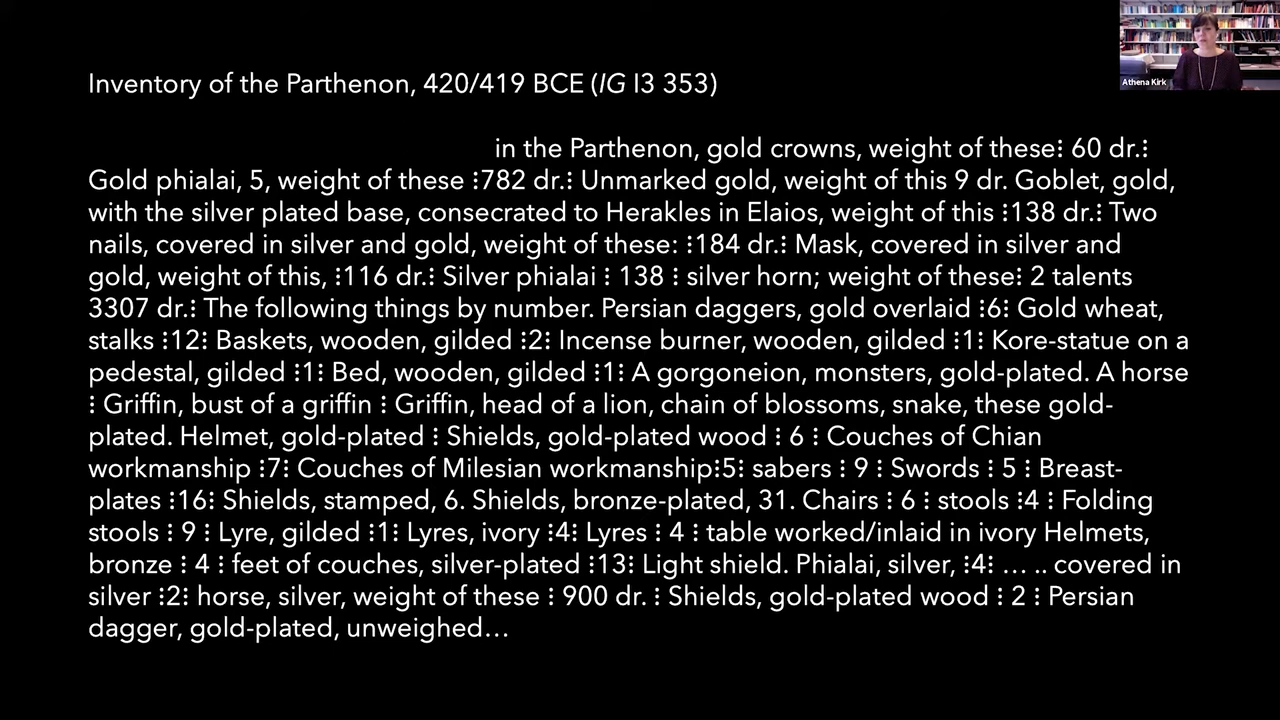 Athena Kirk
Inventory of the Parthenon, 420/419 BCE (IG I3 353)
in the Parthenon, gold crowns, weight of these⁝ 60 dr.⁝
Gold phialai, 5, weight of these ⁝782 dr.⁝ Unmarked gold, weight of this 9 dr. Goblet, gold,
with the silver plated base, consecrated to Herakles in Elaios, weight of this ⁝138 dr.⁝ Two
nails, covered in silver and gold, weight of these: ⁝184 dr.⁝ Mask, covered in silver and
gold, weight of this, ⁝116 dr.⁝ Silver phialai ⁝ 138 ⁝ silver horn; weight of these⁝ 2 talents
3307 dr.⁝ The following things by number. Persian daggers, gold overlaid ⁝6⁝ Gold wheat,
stalks ⁝12⁝ Baskets, wooden, gilded ⁝2⁝ Incense burner, wooden, gilded ⁝1⁝ Kore-statue on a
pedestal, gilded ⁝1⁝ Bed, wooden, gilded ⁝1⁝ A gorgoneion, monsters, gold-plated. A horse
⁝ Griffin, bust of a griffin ⁝ Griffin, head of a lion, chain of blossoms, snake, these gold-
plated. Helmet, gold-plated ⁝ Shields, gold-plated wood ⁝ 6 ⁝ Couches of Chian
workmanship ⁝7⁝ Couches of Milesian workmanship⁝5⁝ sabers ⁝ 9 ⁝ Swords ⁝ 5 ⁝ Breast-
plates ⁝16⁝ Shields, stamped, 6. Shields, bronze-plated, 31. Chairs ⁝ 6 ⁝ stools ⁝4 ⁝ Folding
stools ⁝ 9 ⁝ Lyre, gilded ⁝1⁝ Lyres, ivory ⁝4⁝ Lyres ⁝ 4 ⁝ table worked/inlaid in ivory Helmets,
bronze ⁝ 4 ⁝ feet of couches, silver-plated ⁝13⁝ Light shield. Phialai, silver, ⁝4⁝ … .. covered in
silver ⁝2⁝ horse, silver, weight of these ⁝ 900 dr. ⁝ Shields, gold-plated wood ⁝ 2 ⁝ Persian
dagger, gold-plated, unweighed…